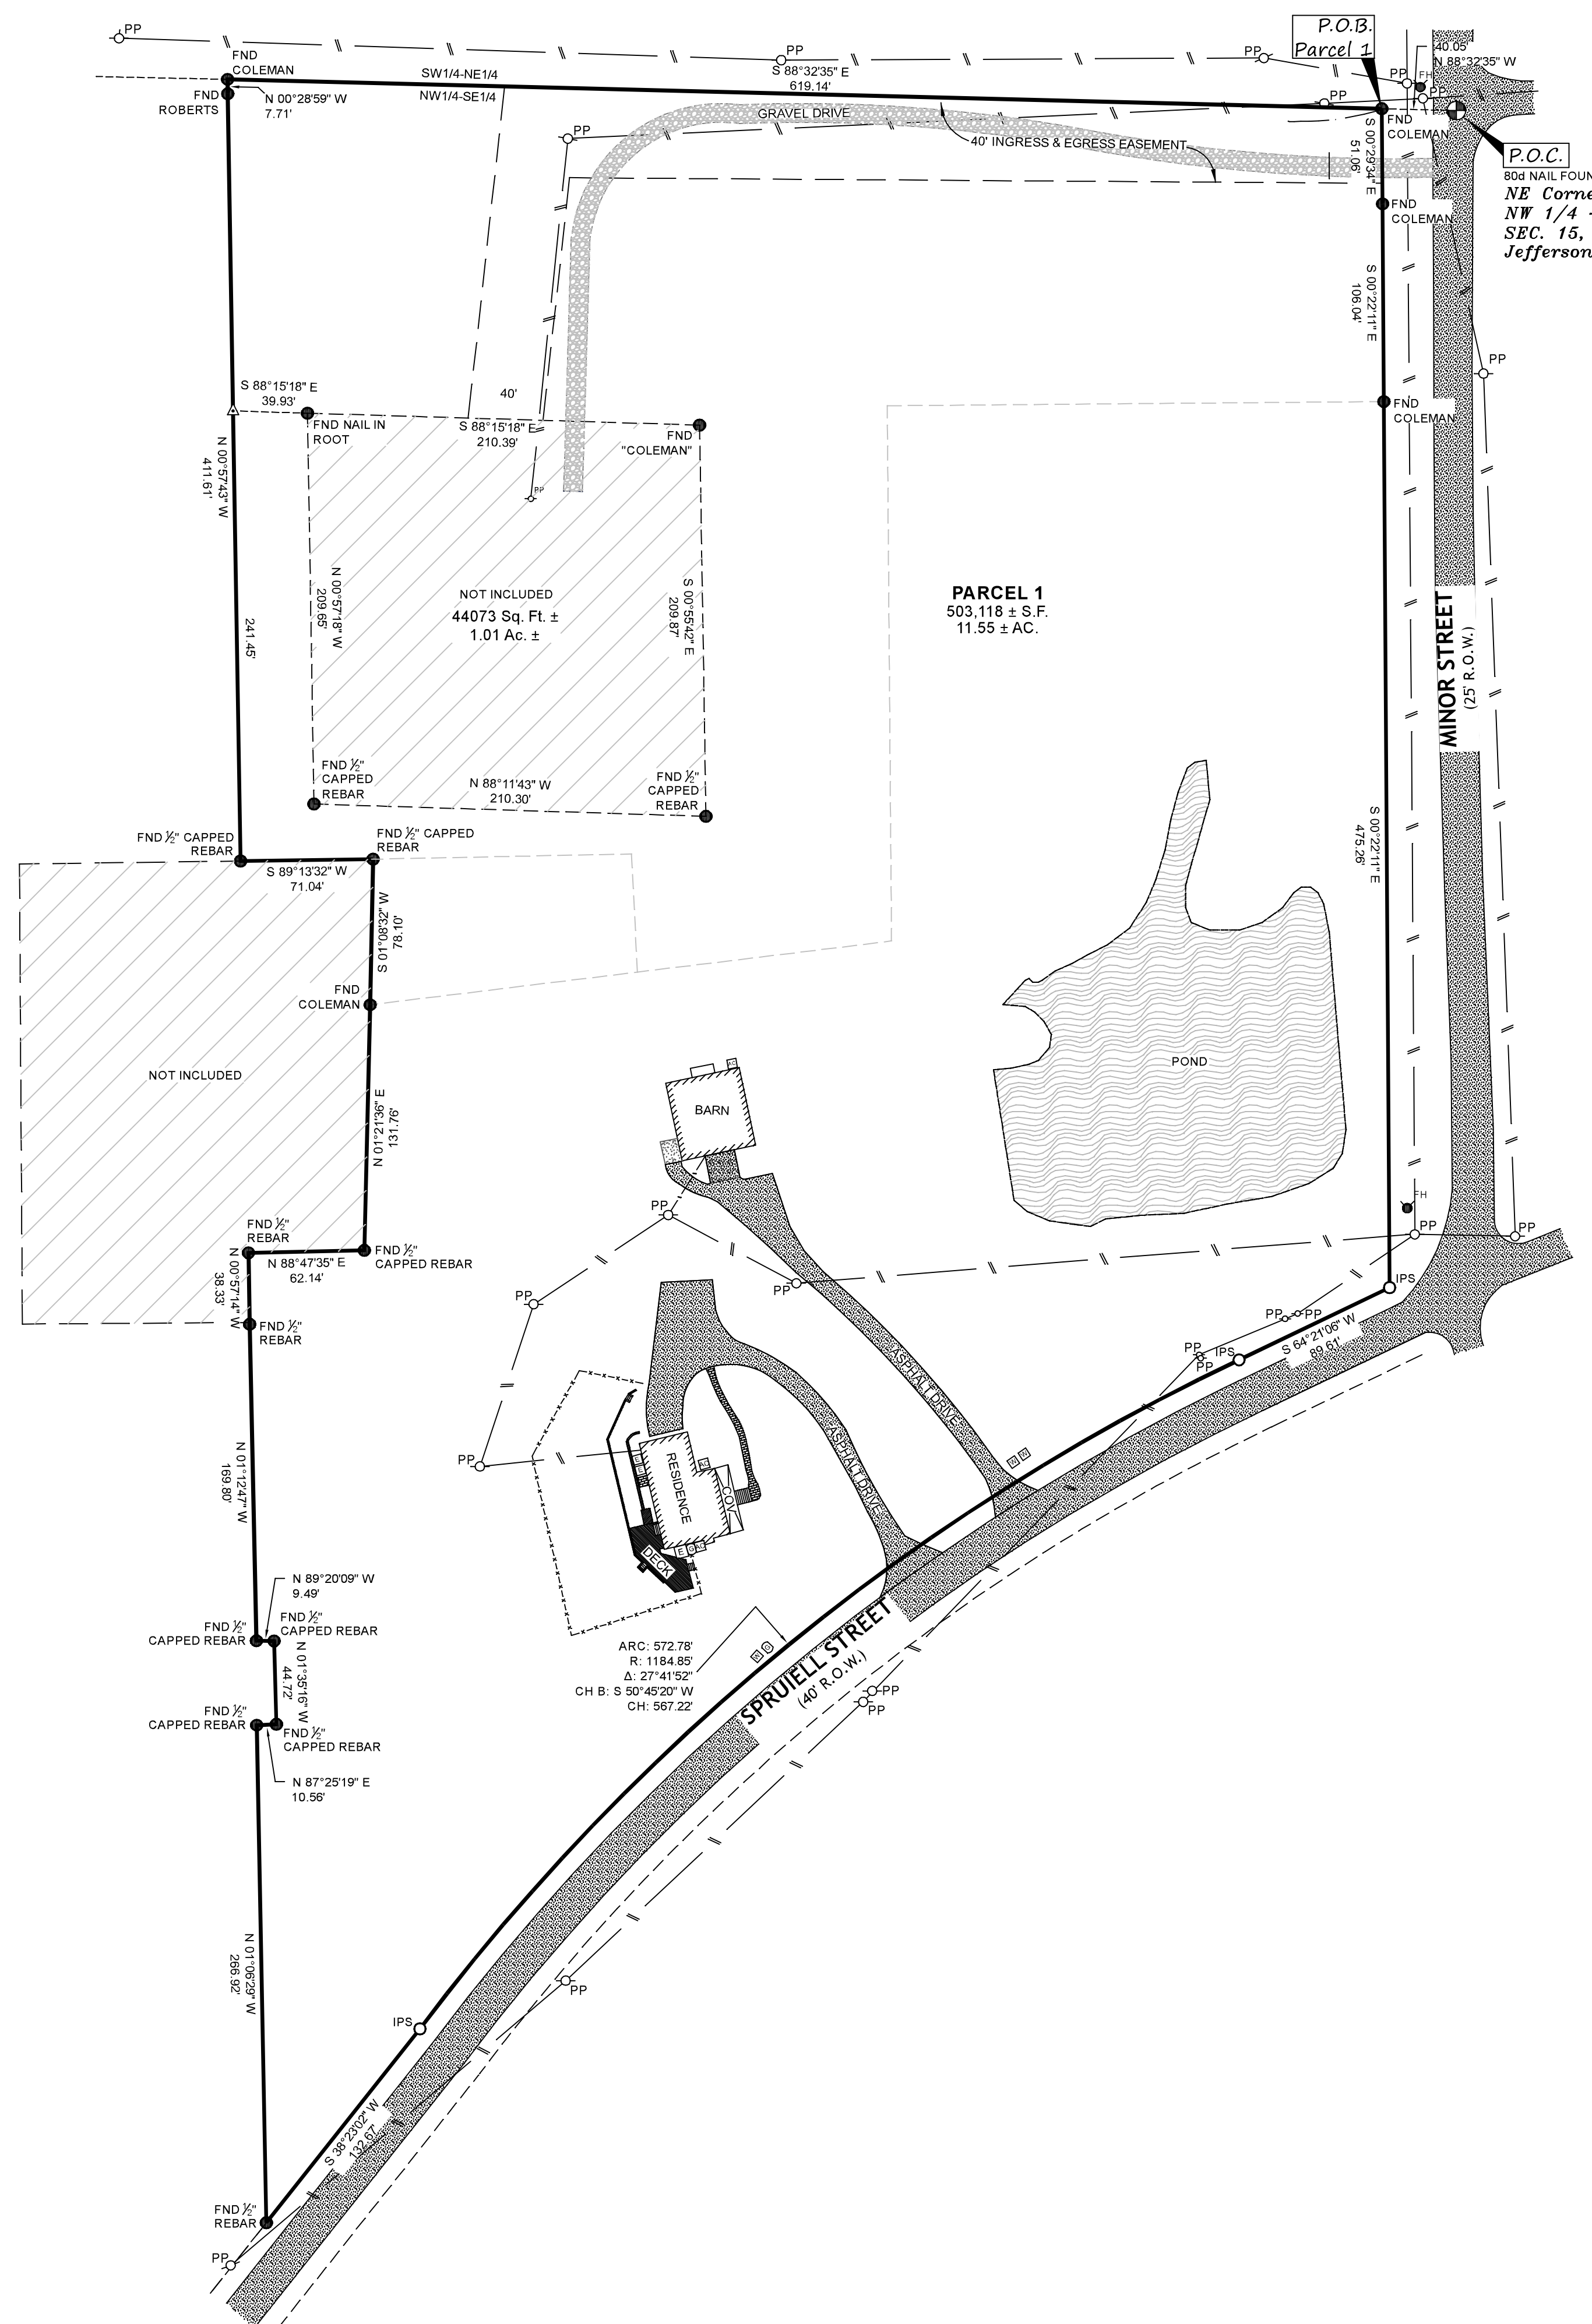 PP
FND
COLEMAN
SW1/4-NE1/4
NW1/4-SE1/4
PP
S 88°32'35" E
619.14'
PP
P.O.B.
Parcel 1
PP
40.05'
N 88°32'35" W
FH
PP
PP
FND
ROBERTS
N 00°28'59" W
7.71'
PP
GRAVEL DRIVE
40' INGRESS & EGRESS EASEMENT
FND
COLEMAN
S 00°29'34" E
51.06'
P.O.C.
80d NAIL FOUN
NE Corne
NW 1/4
SEC. 15,
Jefferson
FND
COLEMAN
S 00°22'11" E
106.04'
PP
S 88°15'18" E
39.93'
40'
FND NAIL IN
ROOT
S 88°15'18" E
210.39'
FND
"COLEMAN"
FND
COLEMAN
N 00°57'43" W
411.61'
PP
N 00°57'18" W
209.65'
NOT INCLUDED
44073 Sq. Ft. ±
1.01 Ac. ±
S 00°55'42" E
209.87'
PARCEL 1
503,118 ± S.F.
11.55 ± AC.
241.45'
MINOR STREET
(25' R.O.W.)
FND ½"
CAPPED
REBAR
N 88°11'43" W
210.30'
FND ½"
CAPPED
REBAR
FND ½" CAPPED
REBAR
FND ½" CAPPED
REBAR
S 89°13'32" W
71.04'
S 00°22'11" E
475.26'
S 01°08'32" W
78.10'
FND
COLEMAN
NOT INCLUDED
POND
N 01°21'36" E
131.76'
AC
BARN
PP
FH
PP
PP
FND ½"
REBAR
N 88°47'35" E
62.14'
FND ½"
CAPPED REBAR
N 00°57'14" W
38.33'
FND ½"
REBAR
PP
PP
IPS
PP
PP
S 64°21'06" W
89.61'
PP
PP
IPS
ASPHALT DRIVE
ASPHALT DRIVE
PP
N 01°12'47" W
169.80'
RESIDENCE
COV
AC
E
G
AC
DECK
W
W
N 89°20'09" W
9.49'
FND ½"
CAPPED REBAR
FND ½"
CAPPED REBAR
N 01°35'16" W
44.72'
ARC: 572.78'
R: 1184.85'
Δ: 27°41'52"
CH B: S 50°45'20" W
CH: 567.22'
W
G
SPRUIELL STREET
(40' R.O.W.)
PP
PP
FND ½"
CAPPED REBAR
FND ½"
CAPPED REBAR
N 87°25'19" E
10.56'
N 01°06'29" W
266.92'
PP
IPS
S 38°23'02" W
132.67'
FND ½"
REBAR
PP